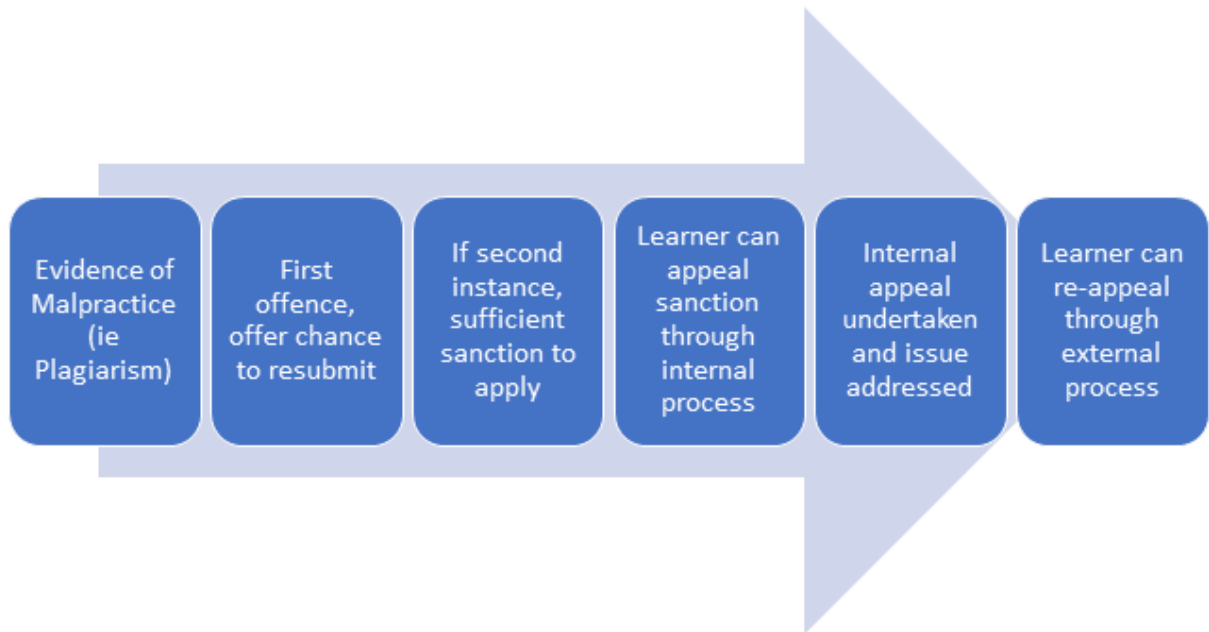 Evidence of
Malpractice
(ie
Plagiarism)
First
offence,
offer chance
to resubmit
If second
instance,
sufficient
sanction to
apply
Learner can
appeal
sanction
through
internal
process
Internal
appeal
undertaken
and issue
addressed
Learner can
re-appeal
through
external
process